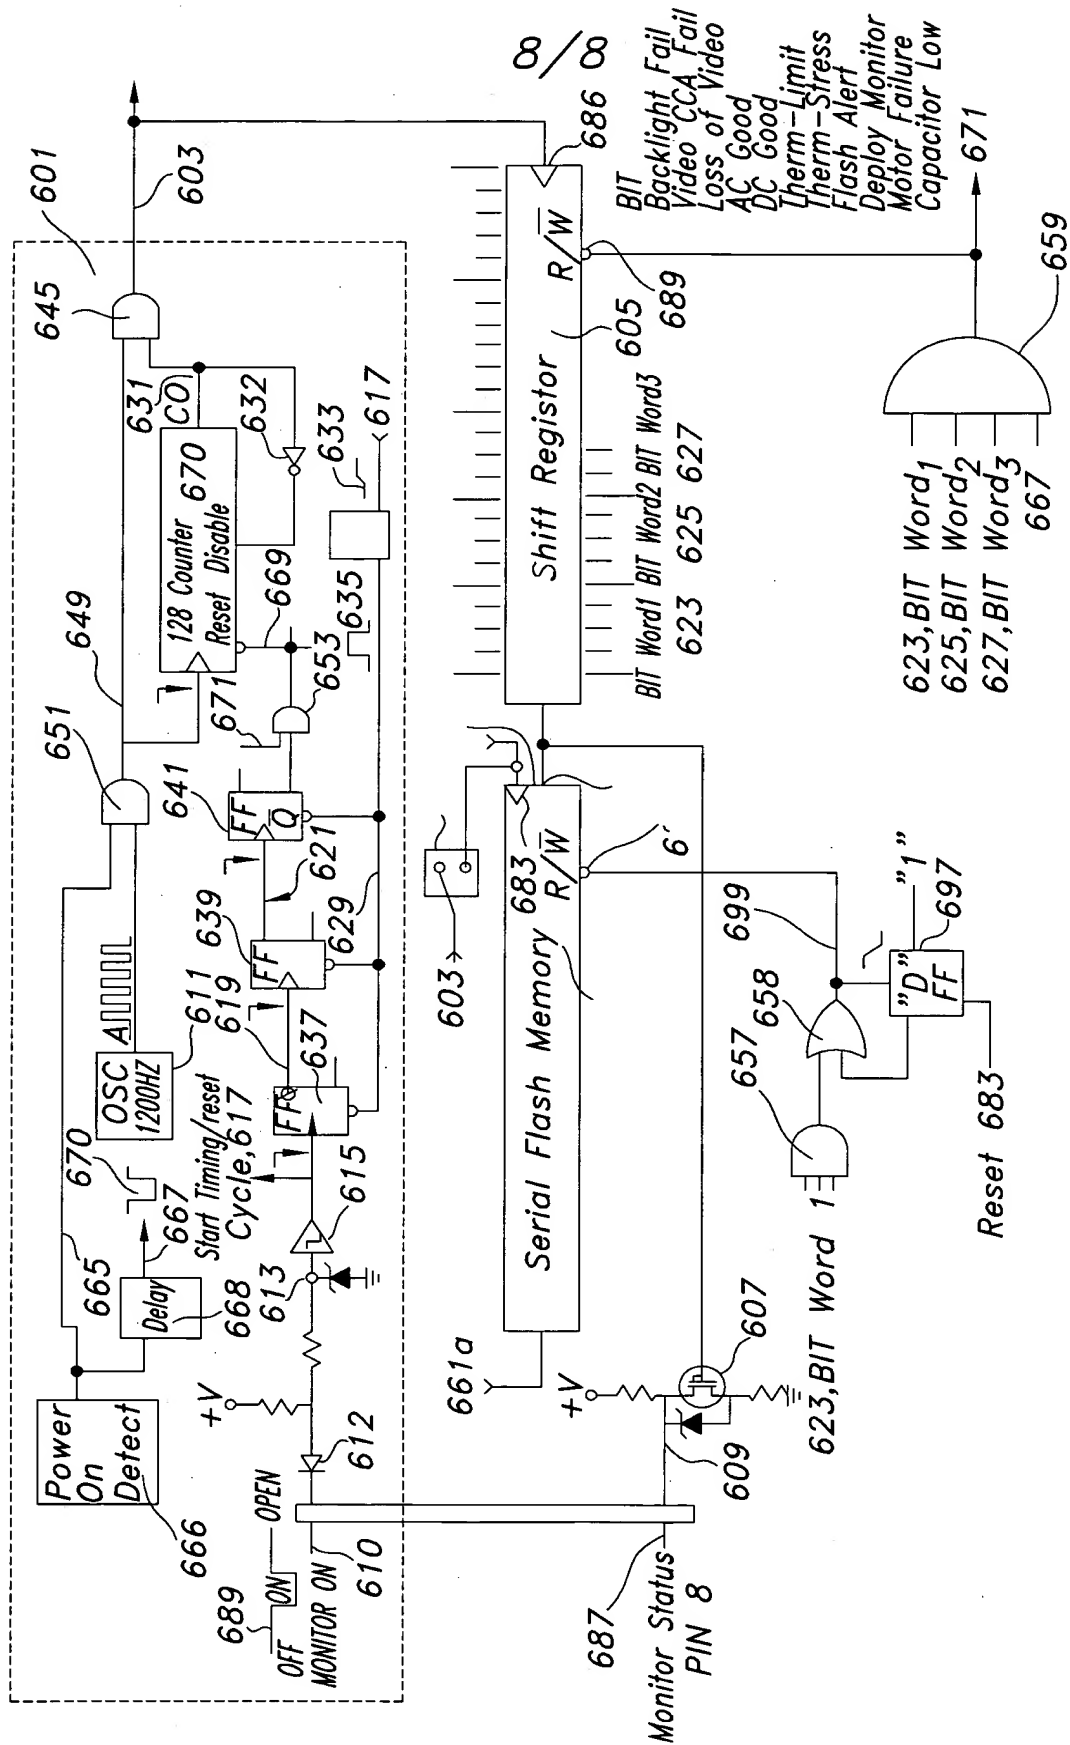 8/8
601
603
645
631
CO
632
633
617
128 Counter 670
Reset Disable
669
635
649
651
671
653
641
FF
Q̅
621
639
FF
629
A
OSC
1200HZ
611
619
637
FF
Start Timing/reset
Cycle,617
615
670
667
665
Delay
668
613
+V
612
Power
On
Detect
666
689
OFF
ON
OPEN
MONITOR ON
610
686
R/W̅
689
605
Shift Registor
BIT Word1
BIT Word2
BIT Word3
623
625
627
603
683
R/W̅
6
Serial Flash Memory
661a
+V
607
609
687
Monitor Status
PIN 8
BIT
Backlight Fail
Video CCA Fail
Loss of Video
AC Good
DC Good
Therm-Limit
Therm-Stress
Flash Alert
Deploy Monitor
Motor Failure
Capacitor Low
671
659
623,BIT Word1
625,BIT Word2
627,BIT Word3
667
699
658
657
"D"
FF
"1"
697
Reset 683
623,BIT Word 1